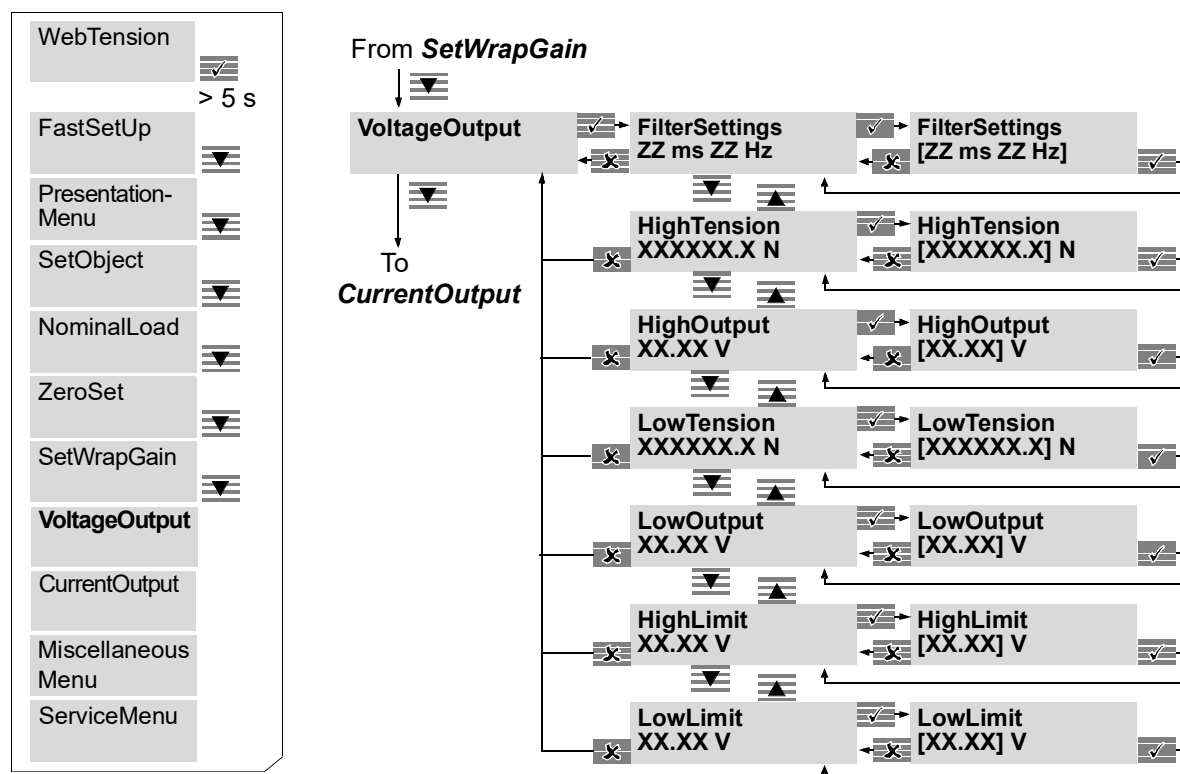 WebTension
> 5 s
FastSetUp
Presentation-
Menu
SetObject
NominalLoad
ZeroSet
SetWrapGain
VoltageOutput
CurrentOutput
Miscellaneous
Menu
ServiceMenu
From SetWrapGain
VoltageOutput
To
CurrentOutput
FilterSettings
ZZ ms ZZ Hz
FilterSettings
[ZZ ms ZZ Hz]
HighTension
XXXXXX.X N
HighTension
[XXXXXX.X] N
HighOutput
XX.XX V
HighOutput
[XX.XX] V
LowTension
XXXXXX.X N
LowTension
[XXXXXX.X] N
LowOutput
XX.XX V
LowOutput
[XX.XX] V
HighLimit
XX.XX V
HighLimit
[XX.XX] V
LowLimit
XX.XX V
LowLimit
[XX.XX] V